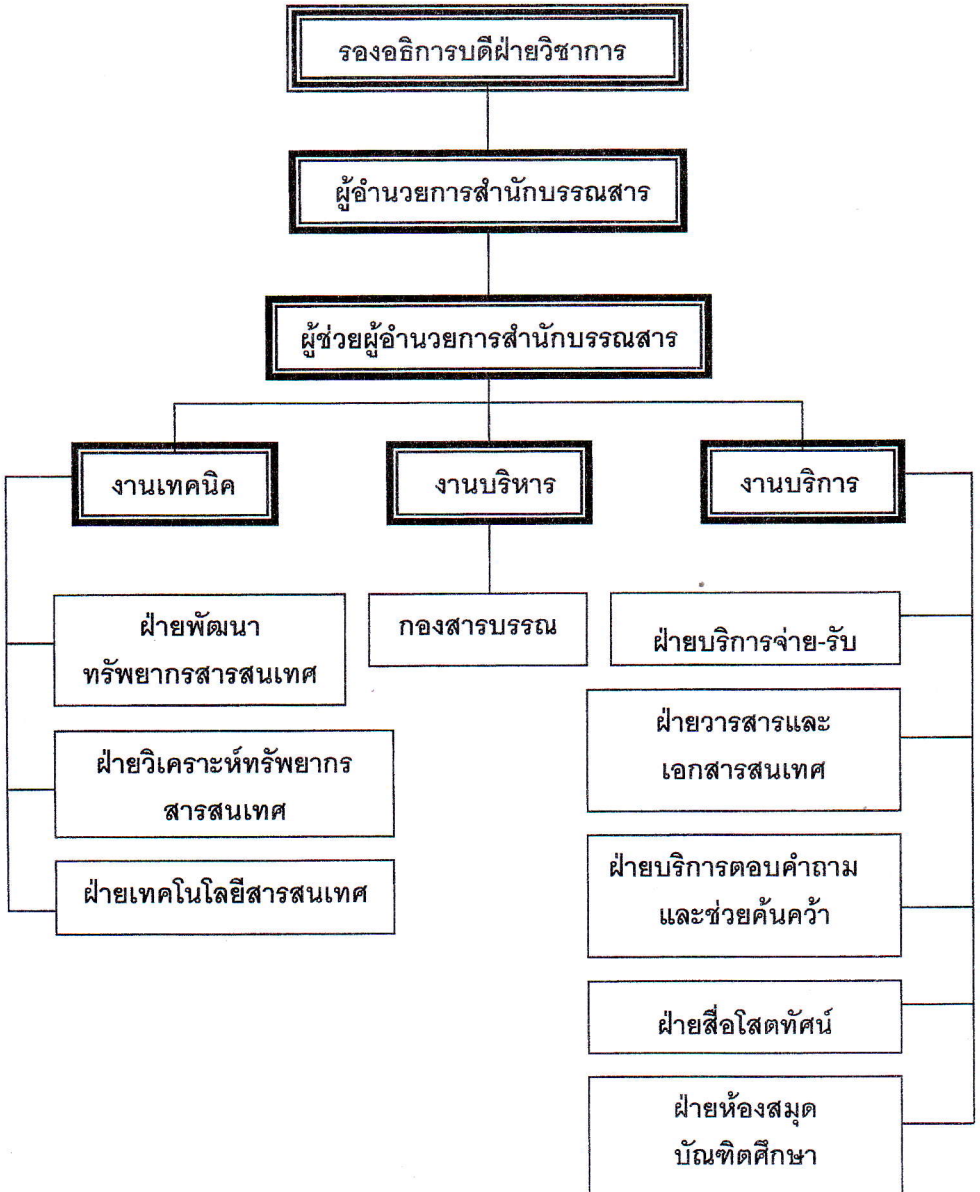 รองอธิการบดีฝ่ายวิชาการ
ผู้อำนวยการสำนักบรรณสาร
ผู้ช่วยผู้อำนวยการสำนักบรรณสาร
งานเทคนิค
งานบริหาร
งานบริการ
ฝ่ายพัฒนา
ทรัพยากรสารสนเทศ
ฝ่ายวิเคราะห์ทรัพยากร
สารสนเทศ
ฝ่ายเทคโนโลยีสารสนเทศ
กองสารบรรณ
ฝ่ายบริการจ่าย-รับ
ฝ่ายวารสารและ
เอกสารสนเทศ
ฝ่ายบริการตอบคำถาม
และช่วยค้นคว้า
ฝ่ายสื่อโสตทัศน์
ฝ่ายห้องสมุด
บัณฑิตศึกษา